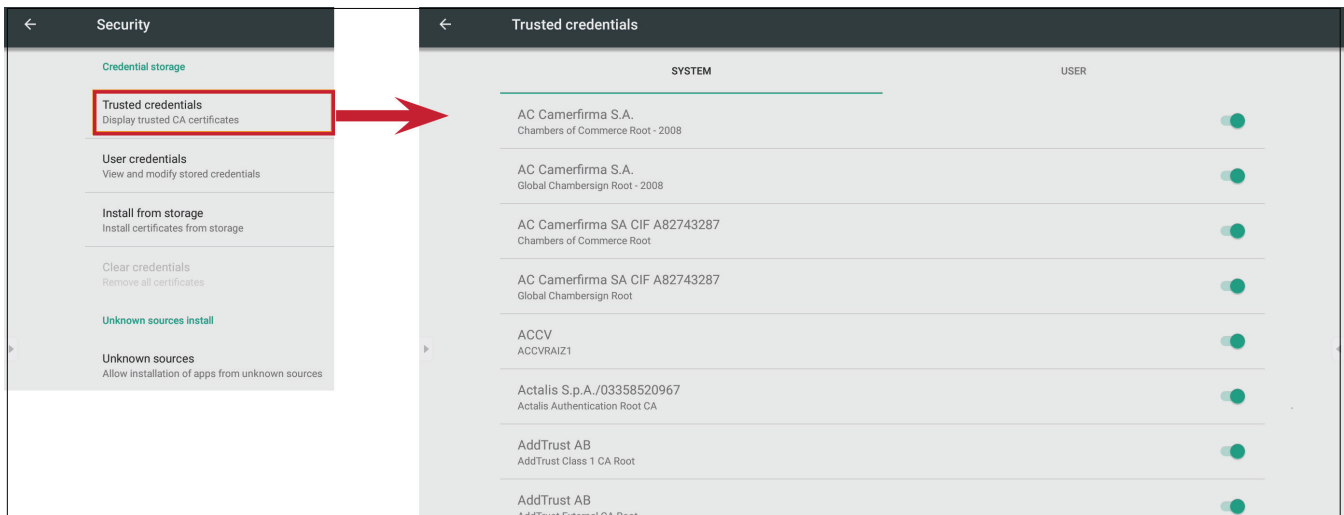 Security
Credential storage
Trusted credentials
Display trusted CA certificates
User credentials
View and modify stored credentials
Install from storage
Install certificates from storage
Clear credentials
Remove all certificates
Unknown sources install
Unknown sources
Allow installation of apps from unknown sources
Trusted credentials
SYSTEM
USER
AC Camerfirma S.A.
Chambers of Commerce Root - 2008
AC Camerfirma S.A.
Global Chambersign Root - 2008
AC Camerfirma SA CIF A82743287
Chambers of Commerce Root
AC Camerfirma SA CIF A82743287
Global Chambersign Root
ACCV
ACCVRAIZ1
Actalis S.p.A./03358520967
Actalis Authentication Root CA
AddTrust AB
AddTrust Class 1 CA Root
AddTrust AB
AddTrust External CA Root